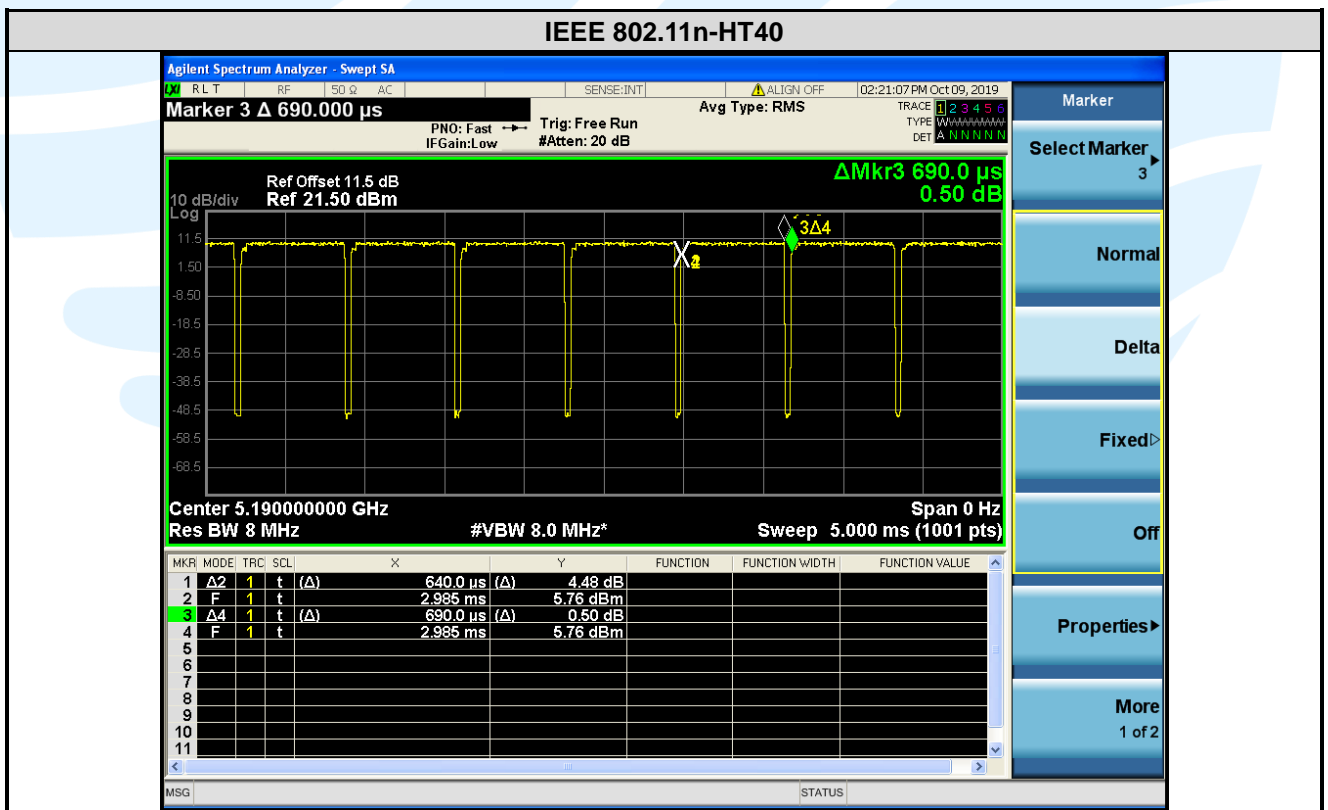 IEEE 802.11n-HT40
Agilent Spectrum Analyzer - Swept SA
LXI R L T RF 50 Ω AC SENSE:INT ALIGN OFF 02:21:07 PM Oct 09, 2019
Marker 3 Δ 690.000 µs
PNO: Fast
IFGain:Low
Trig: Free Run
#Atten: 20 dB
Avg Type: RMS
TRACE 1 2 3 4 5 6
TYPE W
DET A N N N N N
ΔMkr3 690.0 µs
0.50 dB
Ref Offset 11.5 dB
10 dB/div Ref 21.50 dBm
Log
11.5
1.50
-8.50
-18.5
-28.5
-38.5
-48.5
-58.5
-68.5
3Δ4
X
Center 5.190000000 GHz Span 0 Hz
Res BW 8 MHz #VBW 8.0 MHz* Sweep 5.000 ms (1001 pts)
MKR MODE TRC SCL X Y FUNCTION FUNCTION WIDTH FUNCTION VALUE
1 Δ2 1 t (Δ) 640.0 µs (Δ) 4.48 dB
2 F 1 t 2.985 ms 5.76 dBm
3 Δ4 1 t (Δ) 690.0 µs (Δ) 0.50 dB
4 F 1 t 2.985 ms 5.76 dBm
5
6
7
8
9
10
11
MSG STATUS
Marker
Select Marker
3
Normal
Delta
Fixed
Off
Properties
More
1 of 2